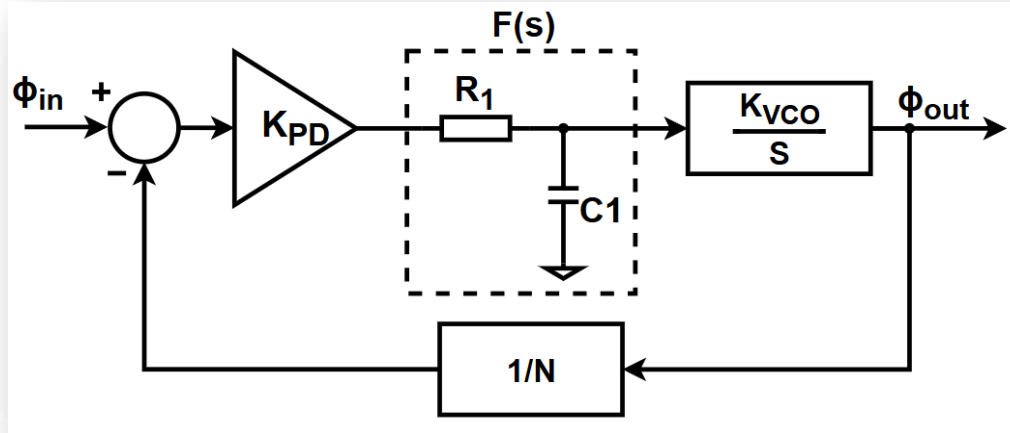 F(s)
ϕin
+
−
KPD
R1
C1
KVCO
S
ϕout
1/N